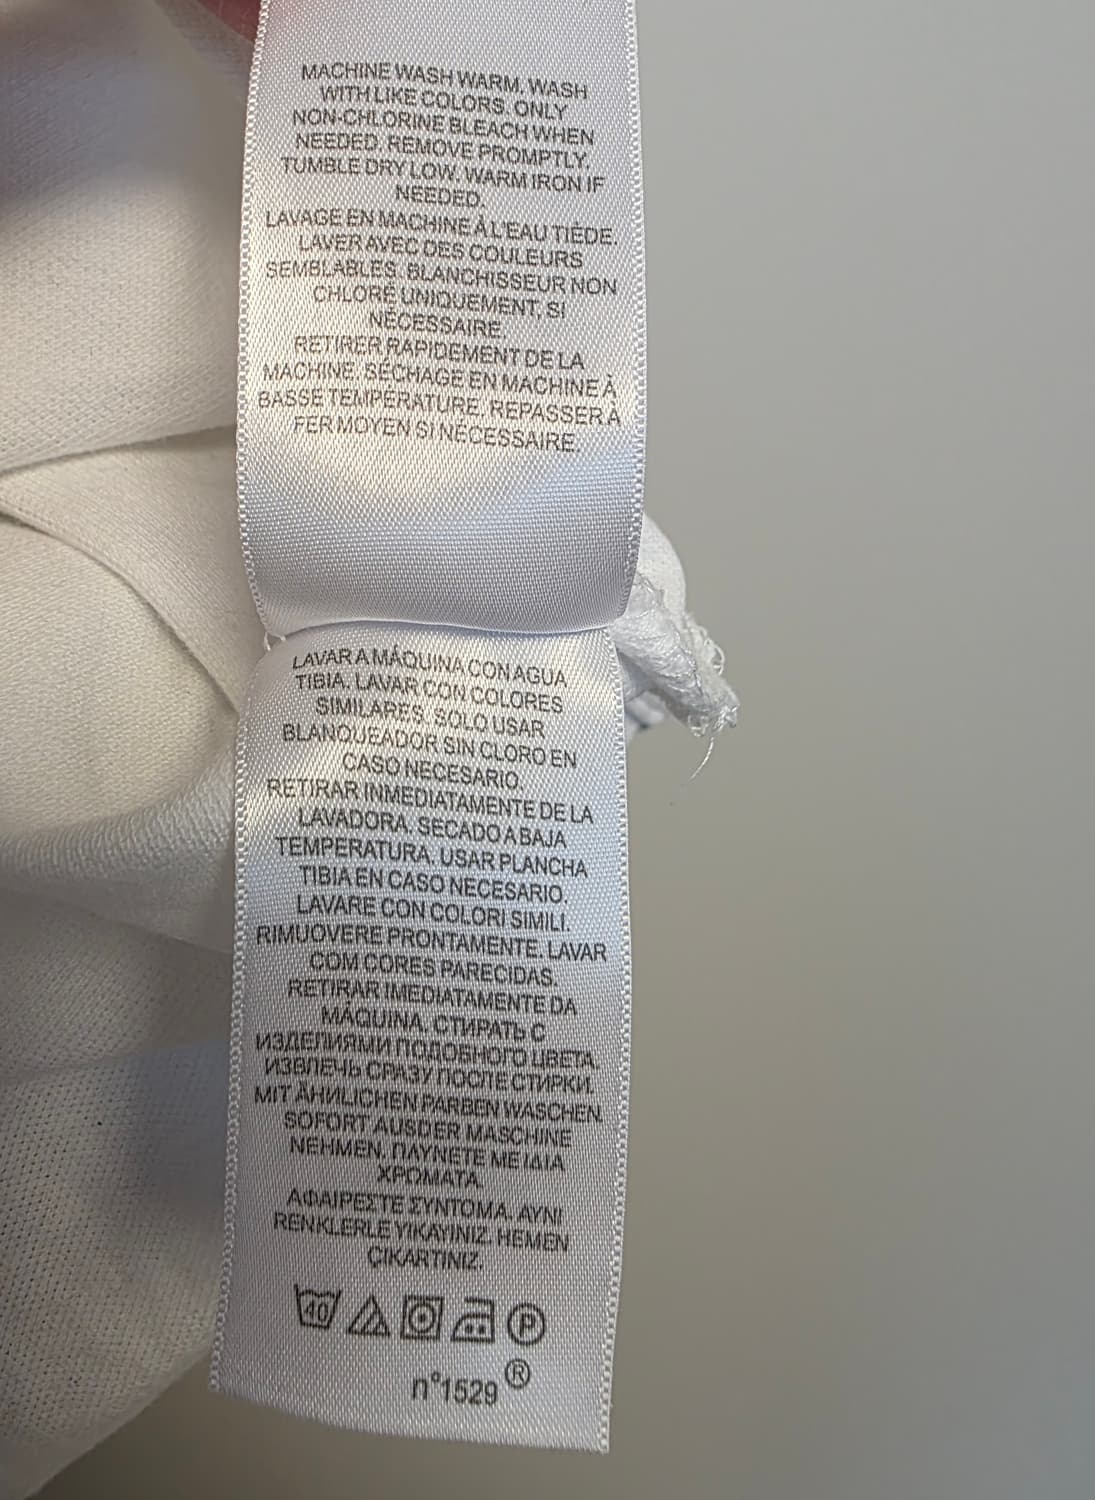 MACHINE WASH WARM, WASH
WITH LIKE COLORS. ONLY
NON-CHLORINE BLEACH WHEN
NEEDED. REMOVE PROMPTLY.
TUMBLE DRY LOW. WARM IRON IF
NEEDED.
LAVAGE EN MACHINE À L'EAU TIÈDE.
LAVER AVEC DES COULEURS
SEMBLABLES. BLANCHISSEUR NON
CHLORÉ UNIQUEMENT, SI
NÉCESSAIRE.
RETIRER RAPIDEMENT DE LA
MACHINE. SÉCHAGE EN MACHINE À
BASSE TEMPÉRATURE. REPASSER À
FER MOYEN SI NÉCESSAIRE.
LAVAR A MÁQUINA CON AGUA
TIBIA. LAVAR CON COLORES
SIMILARES. SOLO USAR
BLANQUEADOR SIN CLORO EN
CASO NECESARIO.
RETIRAR INMEDIATAMENTE DE LA
LAVADORA. SECADO A BAJA
TEMPERATURA. USAR PLANCHA
TIBIA EN CASO NECESARIO.
LAVARE CON COLORI SIMILI.
RIMUOVERE PRONTAMENTE. LAVAR
COM CORES PARECIDAS.
RETIRAR IMEDIATAMENTE DA
MÁQUINA. СТИРАТЬ С
ИЗДЕЛИЯМИ ПОДОБНОГО ЦВЕТА.
ИЗВЛЕЧЬ СРАЗУ ПОСЛЕ СТИРКИ.
MIT ÄHNLICHEN FARBEN WASCHEN.
SOFORT AUS DER MASCHINE
NEHMEN. ΠΛΥΝΕΤΕ ΜΕ ΙΔΙΑ
ΧΡΩΜΑΤΑ.
ΑΦΑΙΡΕΣΤΕ ΣΥΝΤΟΜΑ. AYNI
RENKLERLE YIKAYINIZ. HEMEN
ÇIKARTINIZ.
40 P
n°1529 ®